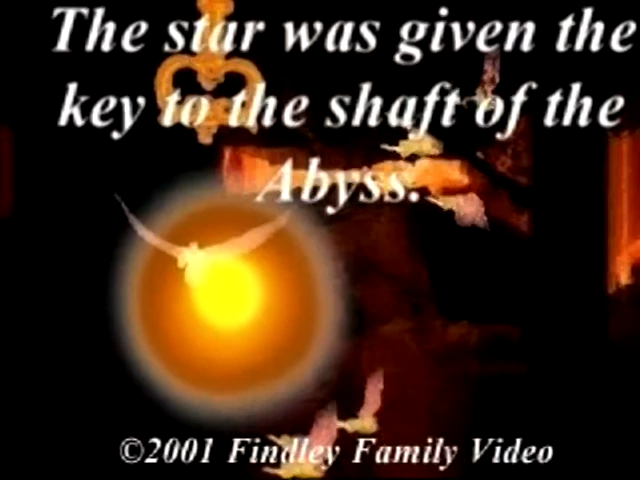 The star was given the
key to the shaft of the
Abyss.
©2001 Findley Family Video